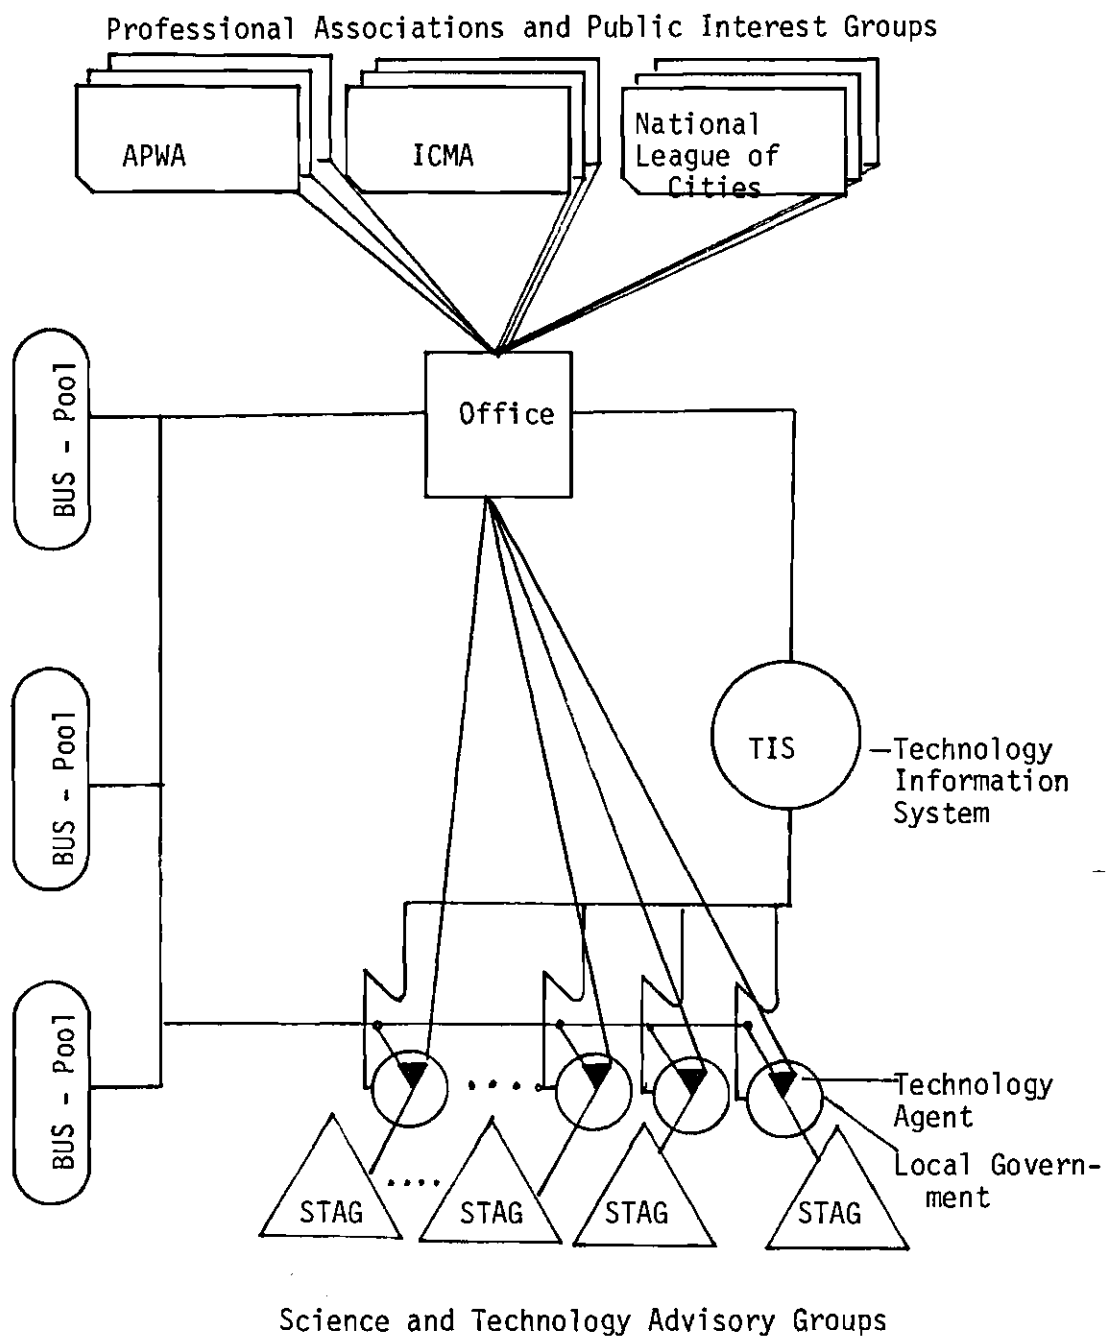 Professional Associations and Public Interest Groups
APWA
ICMA
National
League of
Cities
Office
BUS - Pool
BUS - Pool
BUS - Pool
TIS
Technology
Information
System
Technology
Agent
Local Govern-
ment
STAG
STAG
STAG
STAG
Science and Technology Advisory Groups